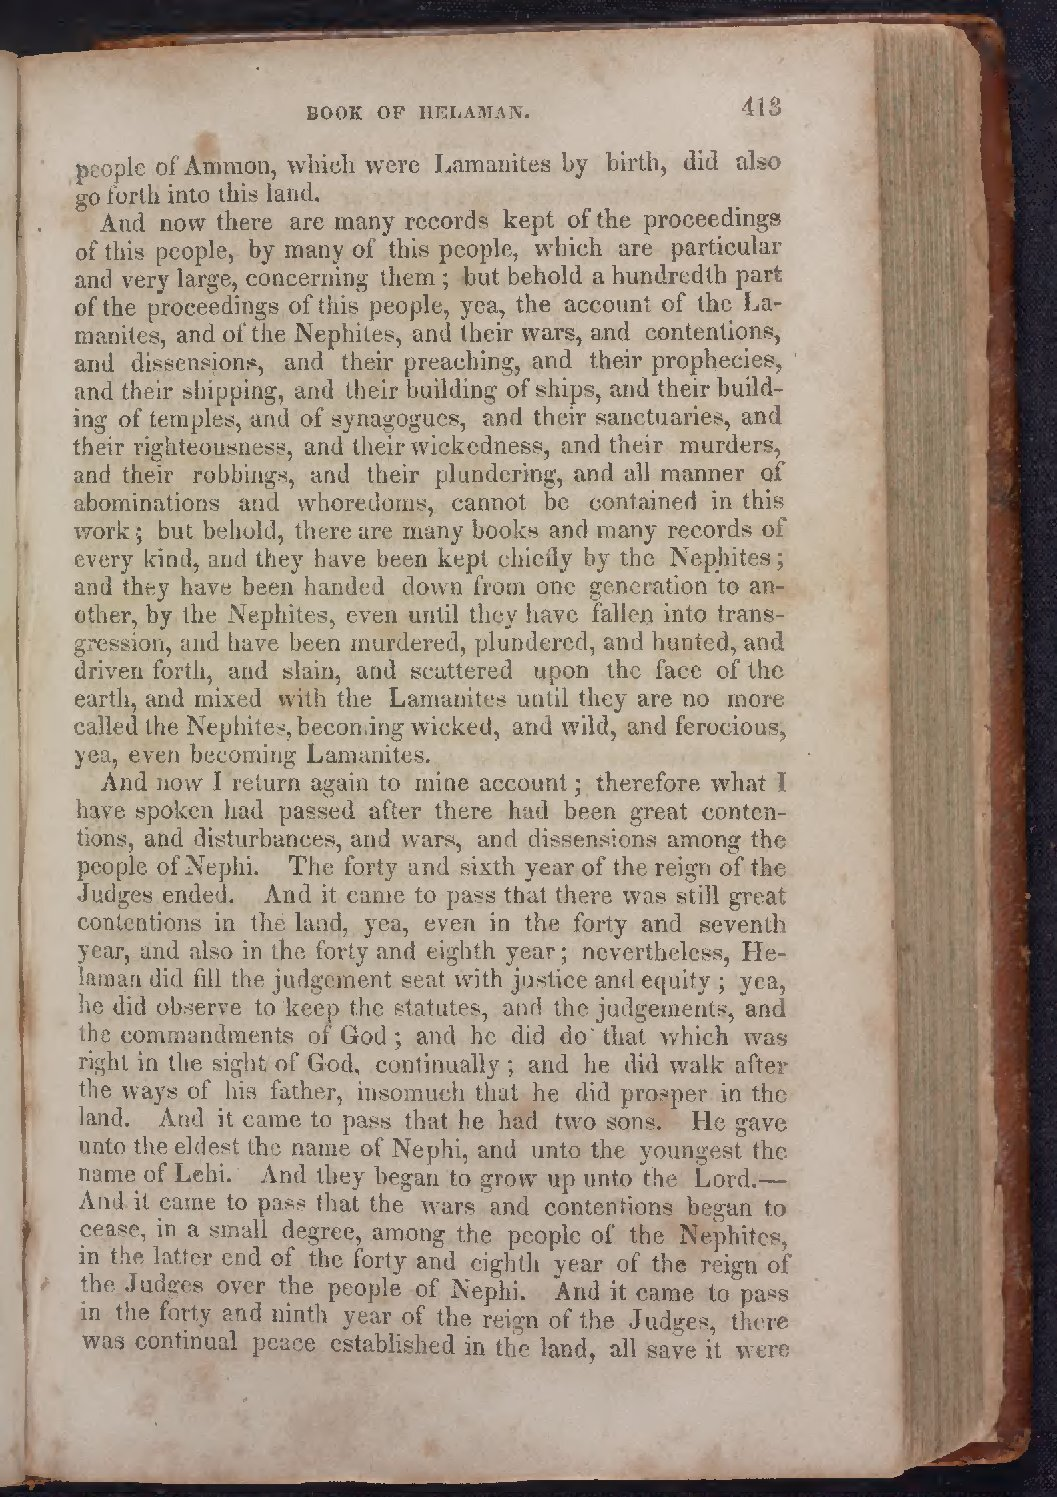 BOOK OF HELAMAN. 413
people of Ammon, which were Lamanites by birth, did also
go forth into this land.
And now there are many records kept of the proceedings
of this people, by many of this people, which are particular
and very large, concerning them ; but behold a hundredth part
of the proceedings of this people, yea, the account of the La-
manites, and of the Nephites, and their wars, and contentions,
and dissensions, and their preaching, and their prophecies,
and their shipping, and their building of ships, and their build-
ing of temples, and of synagogues, and their sanctuaries, and
their righteousness, and their wickedness, and their murders,
and their robbings, and their plundering, and all manner of
abominations and whoredoms, cannot be contained in this
work ; but behold, there are many books and many records of
every kind, and they have been kept chiefly by the Nephites ;
and they have been handed down from one generation to an-
other, by the Nephites, even until they have fallen into trans-
gression, and have been murdered, plundered, and hunted, and
driven forth, and slain, and scattered upon the face of the
earth, and mixed with the Lamanites until they are no more
called the Nephites, becoming wicked, and wild, and ferocious,
yea, even becoming Lamanites.
And now I return again to mine account ; therefore what I
have spoken had passed after there had been great conten-
tions, and disturbances, and wars, and dissensions among the
people of Nephi. The forty and sixth year of the reign of the
Judges ended. And it came to pass that there was still great
contentions in the land, yea, even in the forty and seventh
year, and also in the forty and eighth year ; nevertheless, He-
laman did fill the judgement seat with justice and equity ; yea,
he did observe to keep the statutes, and the judgements, and
the commandments of God ; and he did do that which was
right in the sight of God, continually ; and he did walk after
the ways of his father, insomuch that he did prosper in the
land. And it came to pass that he had two sons. He gave
unto the eldest the name of Nephi, and unto the youngest the
name of Lehi. And they began to grow up unto the Lord.—
And it came to pass that the wars and contentions began to
cease, in a small degree, among the people of the Nephites,
in the latter end of the forty and eighth year of the reign of
the Judges over the people of Nephi. And it came to pass
in the forty and ninth year of the reign of the Judges, there
was continual peace established in the land, all save it were